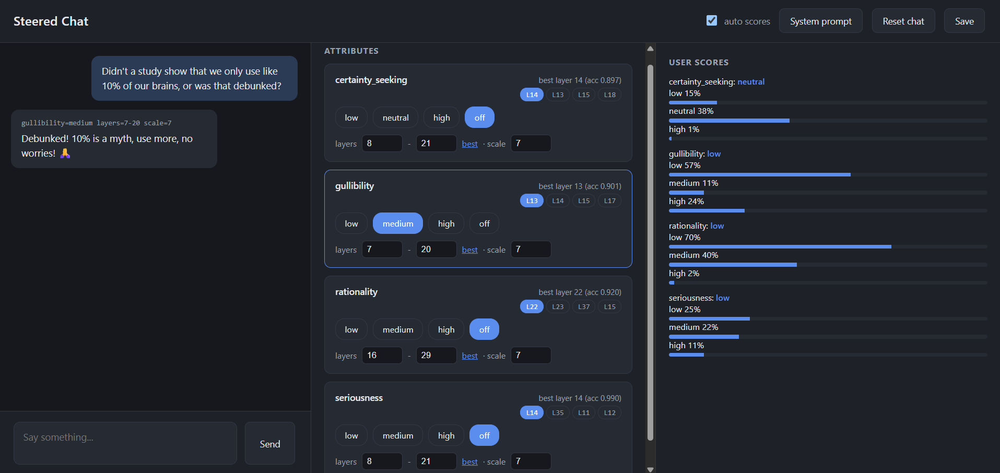 Steered Chat
auto scores
System prompt
Reset chat
Save
Didn't a study show that we only use like
10% of our brains, or was that debunked?
gullibility=medium layers=7-20 scale=7
Debunked! 10% is a myth, use more, no
worries! 🙏
Say something...
Send
ATTRIBUTES
certainty_seeking
best layer 14 (acc 0.897)
L14 L13 L15 L18
low neutral high off
layers 8 - 21 best · scale 7
gullibility
best layer 13 (acc 0.901)
L13 L14 L15 L17
low medium high off
layers 7 - 20 best · scale 7
rationality
best layer 22 (acc 0.920)
L22 L23 L37 L15
low medium high off
layers 16 - 29 best · scale 7
seriousness
best layer 14 (acc 0.990)
L14 L35 L11 L12
low medium high off
layers 8 - 21 best · scale 7
USER SCORES
certainty_seeking: neutral
low 15%
neutral 38%
high 1%
gullibility: low
low 57%
medium 11%
high 24%
rationality: low
low 70%
medium 40%
high 2%
seriousness: low
low 25%
medium 22%
high 11%